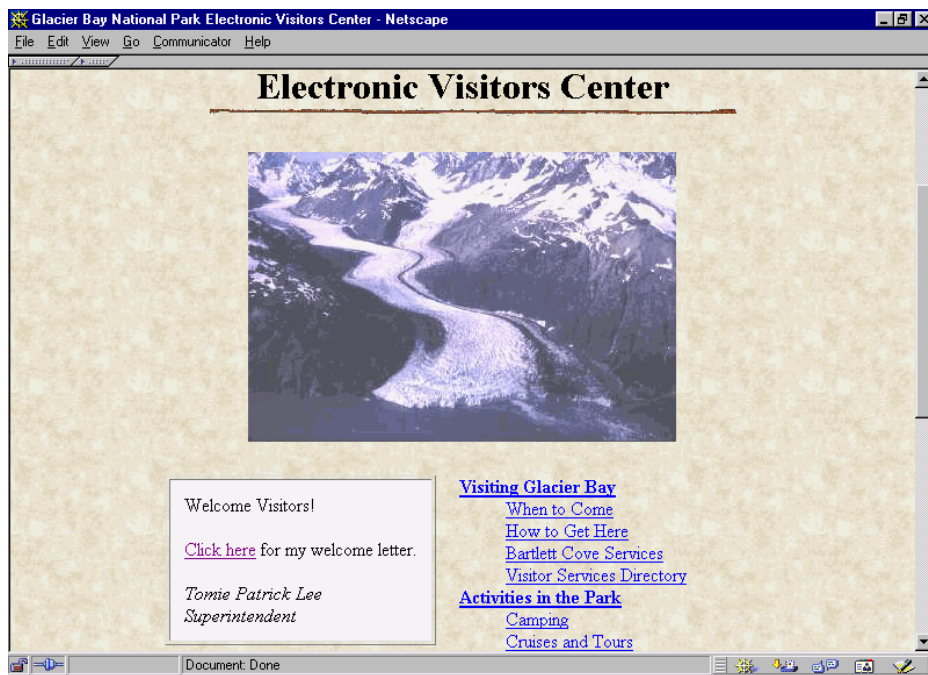 Glacier Bay National Park Electronic Visitors Center - Netscape
File Edit View Go Communicator Help
Electronic Visitors Center
Welcome Visitors!
Click here for my welcome letter.
Tomie Patrick Lee
Superintendent
Visiting Glacier Bay
When to Come
How to Get Here
Bartlett Cove Services
Visitor Services Directory
Activities in the Park
Camping
Cruises and Tours
Document: Done